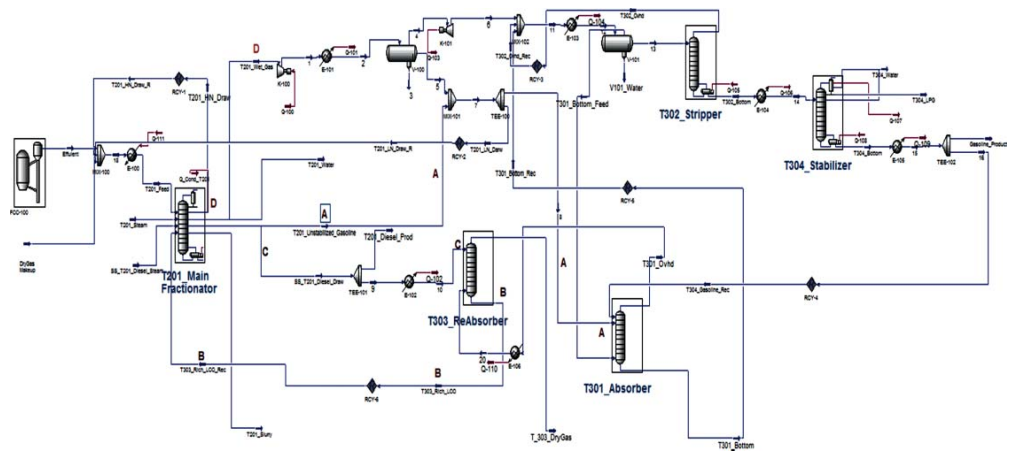 T302_Ovhd
D
T201_Wet_Gas
K-100
Q-100
1
E-101
Q-101
2
4
V-100
3
K-101
Q-103
5
6
MIX-101
7
TEE-100
MIX-102
T302_Ovhd_Rec
11
E-103
Q-104
RCY-3
V-101
V101_Water
13
T301_Bottom_Feed
T302_Stripper
Q-105
T302_Bottom
E-104
Q-106
14
T304_Water
T304_LPG
Q-107
Q-108
T304_Bottom
E-105
Q-109
15
TEE-102
Gasoline_Product
16
T304_Stabilizer
T201_HN_Draw_R
RCY-1
T201_HN_Draw
Q-111
FCC-100
Effluent
MIX-100
18
E-100
T201_Feed
Q_Cond_T201
D
T201_LN_Draw_R
RCY-2
T201_LN_Draw
T201_Water
A
T301_Bottom_Rec
RCY-5
8
T201_Steam
A
T201_Unstabilized_Gasoline
T201_Diesel_Prod
DryGas
Makeup
SS_T201_Diesel_Steam
T201_Main
Fractionator
C
SS_T201_Diesel_Draw
TEE-101
9
E-102
Q-102
10
C
B
T303_ReAbsorber
A
T301_Ovhd
T304_Gasoline_Rec
RCY-4
A
20
Q-110
E-106
T301_Absorber
B
T303_Rich_LCO_Rec
RCY-6
B
T303_Rich_LCO
T201_Slurry
T_303_DryGas
T301_Bottom